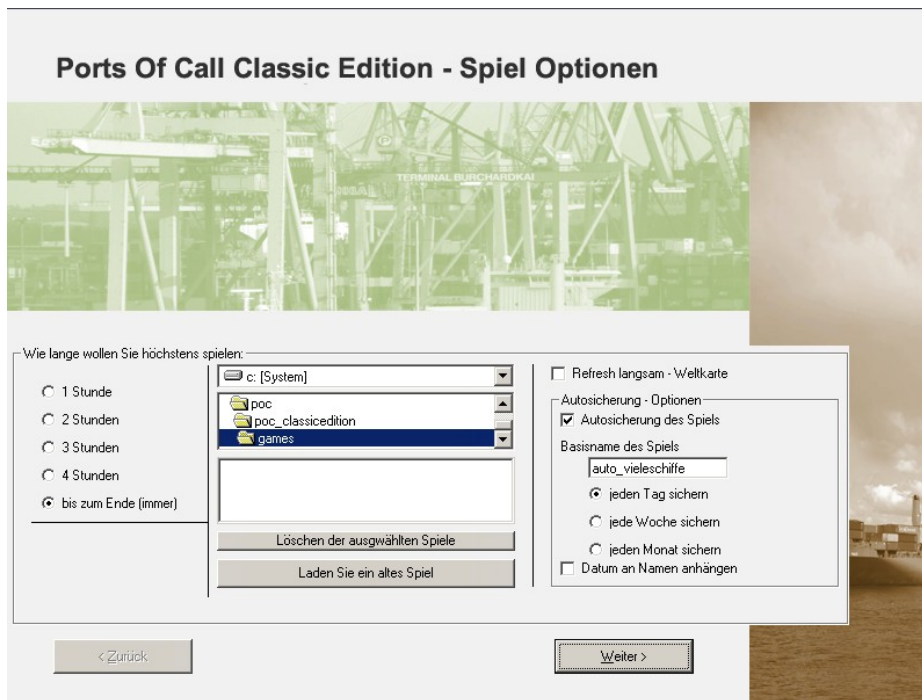 Ports Of Call Classic Edition - Spiel Optionen
TERMINAL BURCHARDKAI
Wie lange wollen Sie höchstens spielen:
1 Stunde
2 Stunden
3 Stunden
4 Stunden
bis zum Ende (immer)
c: [System]
poc
poc_classicedition
games
Löschen der ausgwählten Spiele
Laden Sie ein altes Spiel
Refresh langsam - Weltkarte
Autosicherung - Optionen
Autosicherung des Spiels
Basisname des Spiels
auto_vieleschiffe
jeden Tag sichern
jede Woche sichern
jeden Monat sichern
Datum an Namen anhängen
< Zurück
Weiter >